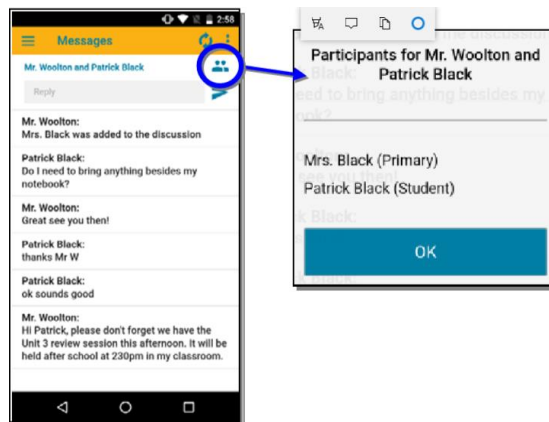 2:58
Messages
Mr. Woolton and Patrick Black
Reply
Mr. Woolton:
Mrs. Black was added to the discussion
Patrick Black:
Do I need to bring anything besides my
notebook?
Mr. Woolton:
Great see you then!
Patrick Black:
thanks Mr W
Patrick Black:
ok sounds good
Mr. Woolton:
Hi Patrick, please don't forget we have the
Unit 3 review session this afternoon. It will be
held after school at 230pm in my classroom.
Participants for Mr. Woolton and
Patrick Black
Mrs. Black (Primary)
Patrick Black (Student)
OK